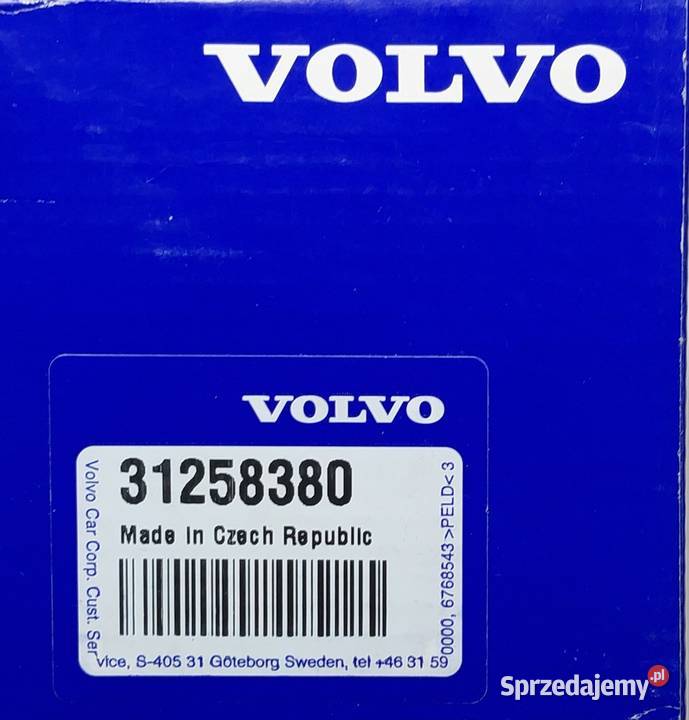 VOLVO
VOLVO
31258380
Made in Czech Republic
Volvo Car Corp. Cust. Ser
vice, S-405 31 Göteborg Sweden, tel +46 31 59
0000, 6768543 >PELD< 3
Sprzedajemy.pl